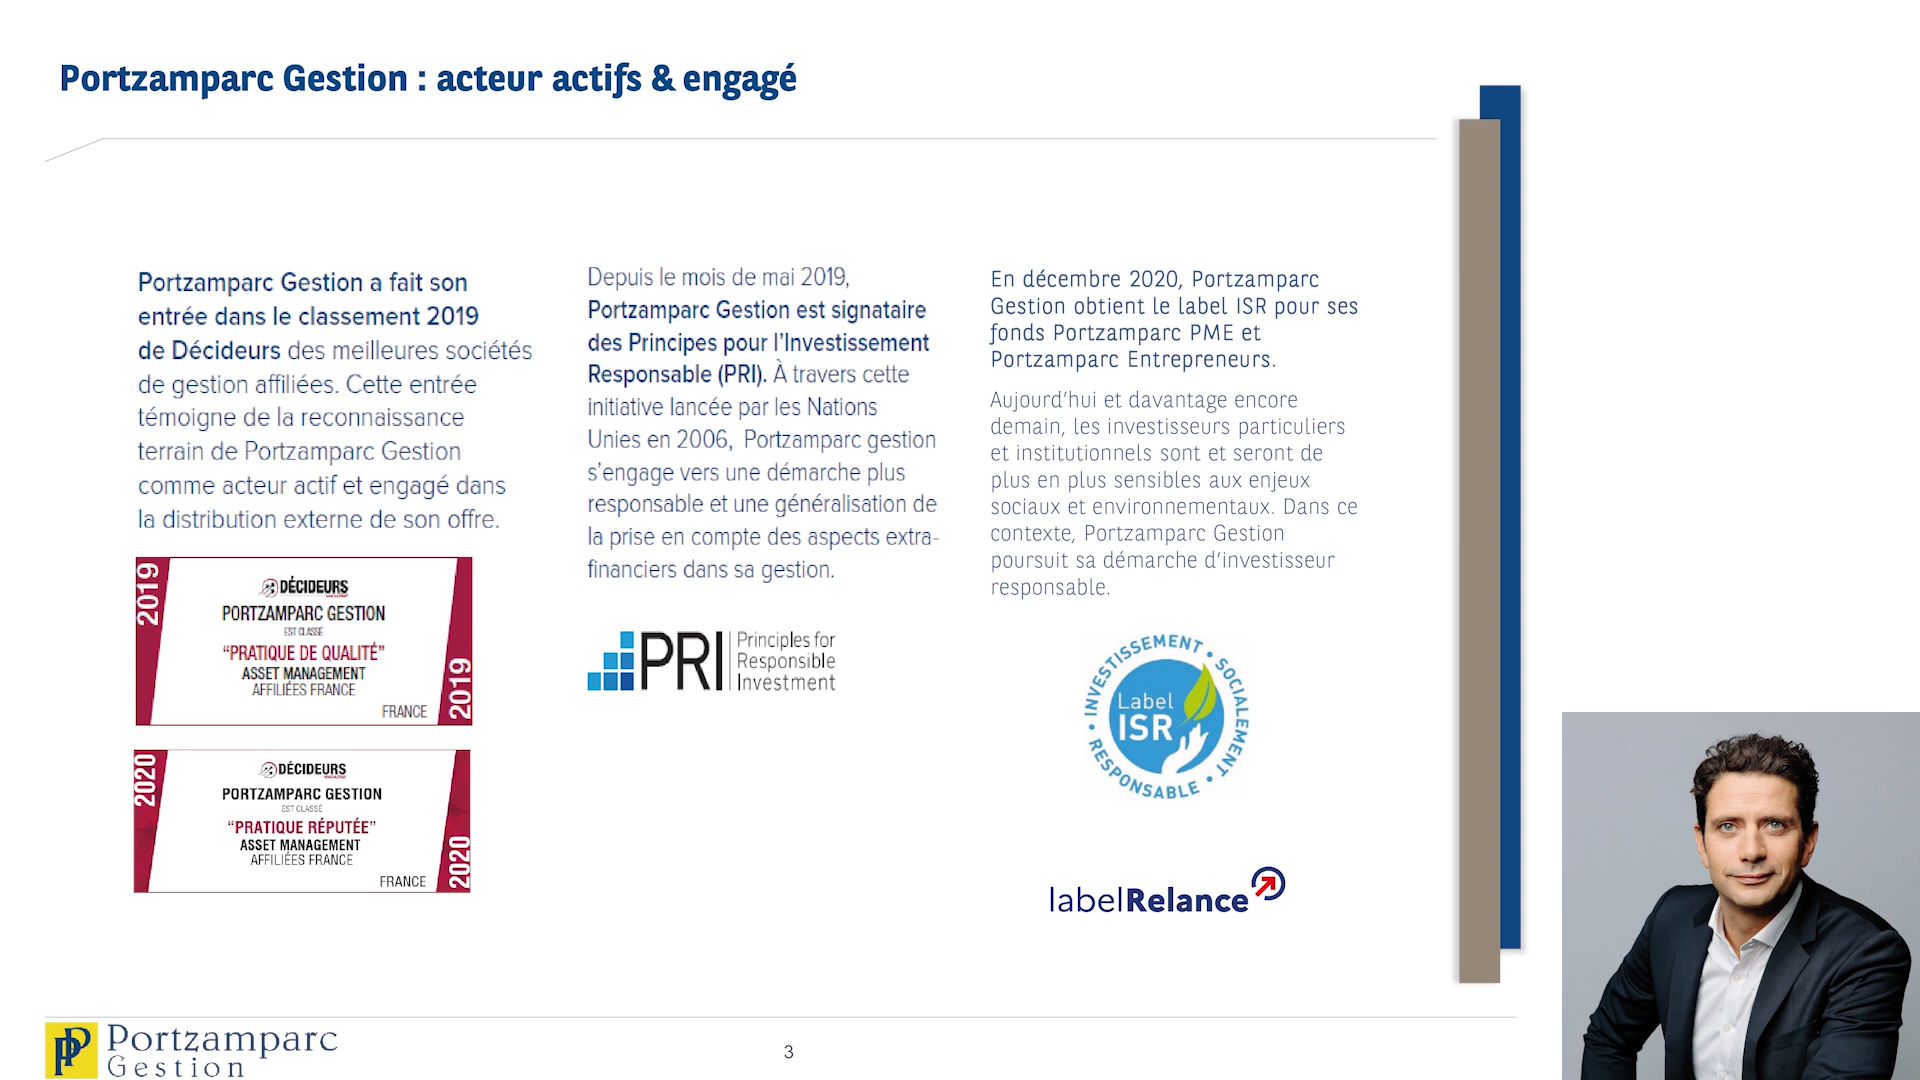 Portzamparc Gestion : acteur actifs & engagé
Portzamparc Gestion a fait son
entrée dans le classement 2019
de Décideurs des meilleures sociétés
de gestion affiliées. Cette entrée
témoigne de la reconnaissance
terrain de Portzamparc Gestion
comme acteur actif et engagé dans
la distribution externe de son offre.
2019
DÉCIDEURS
PORTZAMPARC GESTION
EST CLASSÉ
“PRATIQUE DE QUALITÉ”
ASSET MANAGEMENT
AFFILIÉES FRANCE
FRANCE
2019
2020
DÉCIDEURS
MAGAZINE
PORTZAMPARC GESTION
EST CLASSÉ
“PRATIQUE RÉPUTÉE”
ASSET MANAGEMENT
AFFILIÉES FRANCE
FRANCE
2020
Depuis le mois de mai 2019,
Portzamparc Gestion est signataire
des Principes pour l’Investissement
Responsable (PRI). À travers cette
initiative lancée par les Nations
Unies en 2006, Portzamparc gestion
s’engage vers une démarche plus
responsable et une généralisation de
la prise en compte des aspects extra-
financiers dans sa gestion.
PRI
Principles for
Responsible
Investment
En décembre 2020, Portzamparc
Gestion obtient le label ISR pour ses
fonds Portzamparc PME et
Portzamparc Entrepreneurs.
Aujourd’hui et davantage encore
demain, les investisseurs particuliers
et institutionnels sont et seront de
plus en plus sensibles aux enjeux
sociaux et environnementaux. Dans ce
contexte, Portzamparc Gestion
poursuit sa démarche d’investisseur
responsable.
• INVESTISSEMENT • SOCIALEMENT • RESPONSABLE
Label
ISR
labelRelance
Portzamparc
Gestion
3